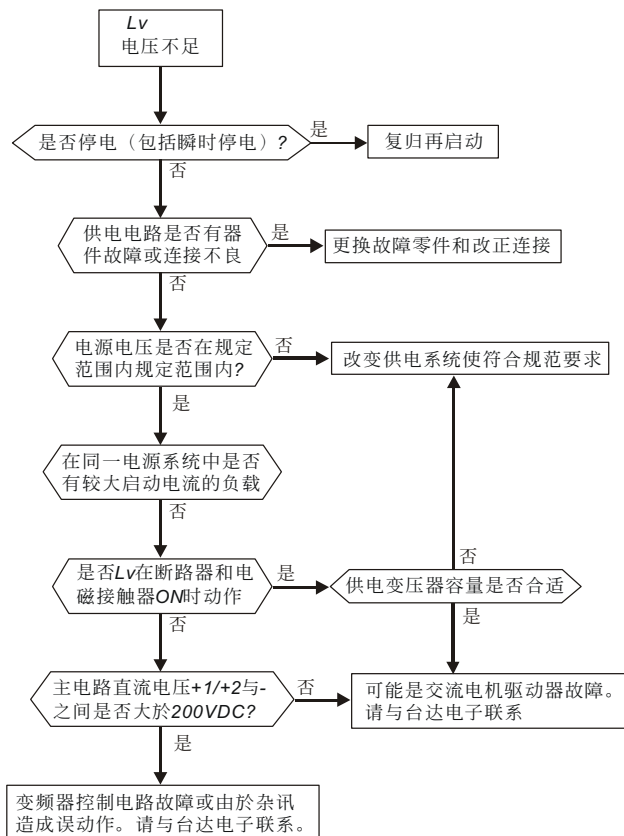 Lv
电压不足
是否停电（包括瞬时停电）?
是
复归再启动
否
供电电路是否有器
件故障或连接不良
是
更换故障零件和改正连接
否
电源电压是否在规定
范围内规定范围内?
否
改变供电系统使符合规范要求
是
在同一电源系统中是否
有较大启动电流的负载
否
否
是否Lv在断路器和电
磁接触器ON时动作
是
供电变压器容量是否合适
否
是
主电路直流电压+1/+2与-
之间是否大於200VDC?
否
可能是交流电机驱动器故障。
请与台达电子联系
是
变频器控制电路故障或由於杂讯
造成误动作。请与台达电子联系。